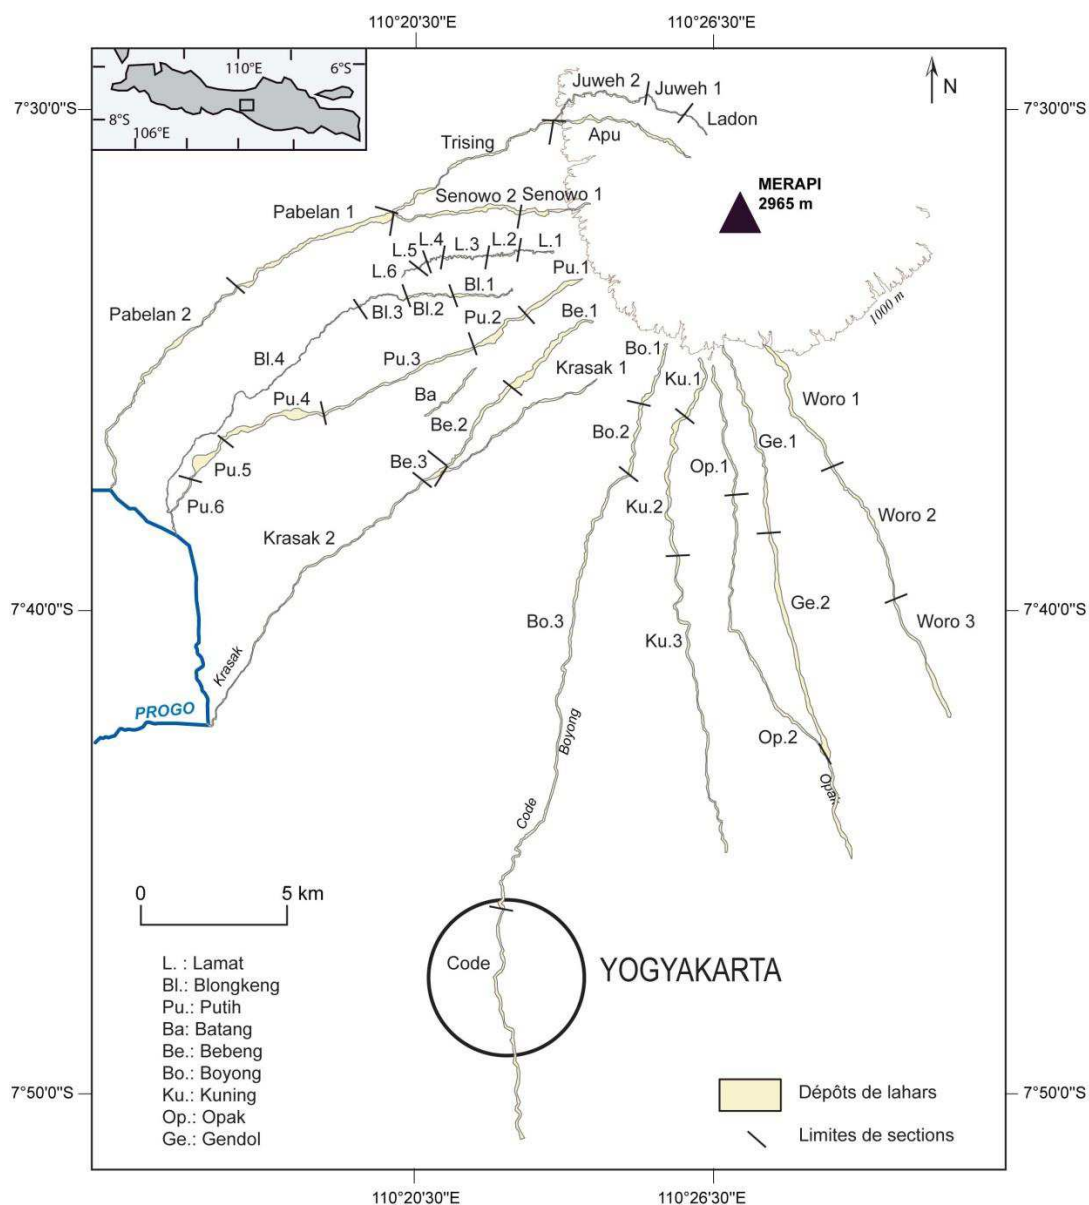 110°20'30"E
110°26'30"E
110°E
6°S
8°S
106°E
N
7°30'0"S
7°30'0"S
Juweh 2
Juweh 1
Ladon
Apu
Trising
MERAPI
2965 m
Senowo 2
Senowo 1
Pabelan 1
L.1
L.2
L.3
L.4
L.5
L.6
Pu.1
Bl.1
Bl.2
Bl.3
Be.1
Pu.2
1000 m
Pabelan 2
Bl.4
Pu.3
Bo.1
Krasak 1
Ku.1
Ba
Pu.4
Woro 1
Be.2
Bo.2
Ge.1
Op.1
Be.3
Pu.5
Pu.6
Ku.2
Woro 2
Krasak 2
7°40'0"S
7°40'0"S
Ge.2
Bo.3
Woro 3
Ku.3
Krasak
PROGO
Boyong
Op.2
Opak
Code
0
5 km
Code
YOGYAKARTA
L. : Lamat
Bl.: Blongkeng
Pu.: Putih
Ba: Batang
Be.: Bebeng
Bo.: Boyong
Ku.: Kuning
Op.: Opak
Ge.: Gendol
7°50'0"S
7°50'0"S
Dépôts de lahars
Limites de sections
110°20'30"E
110°26'30"E